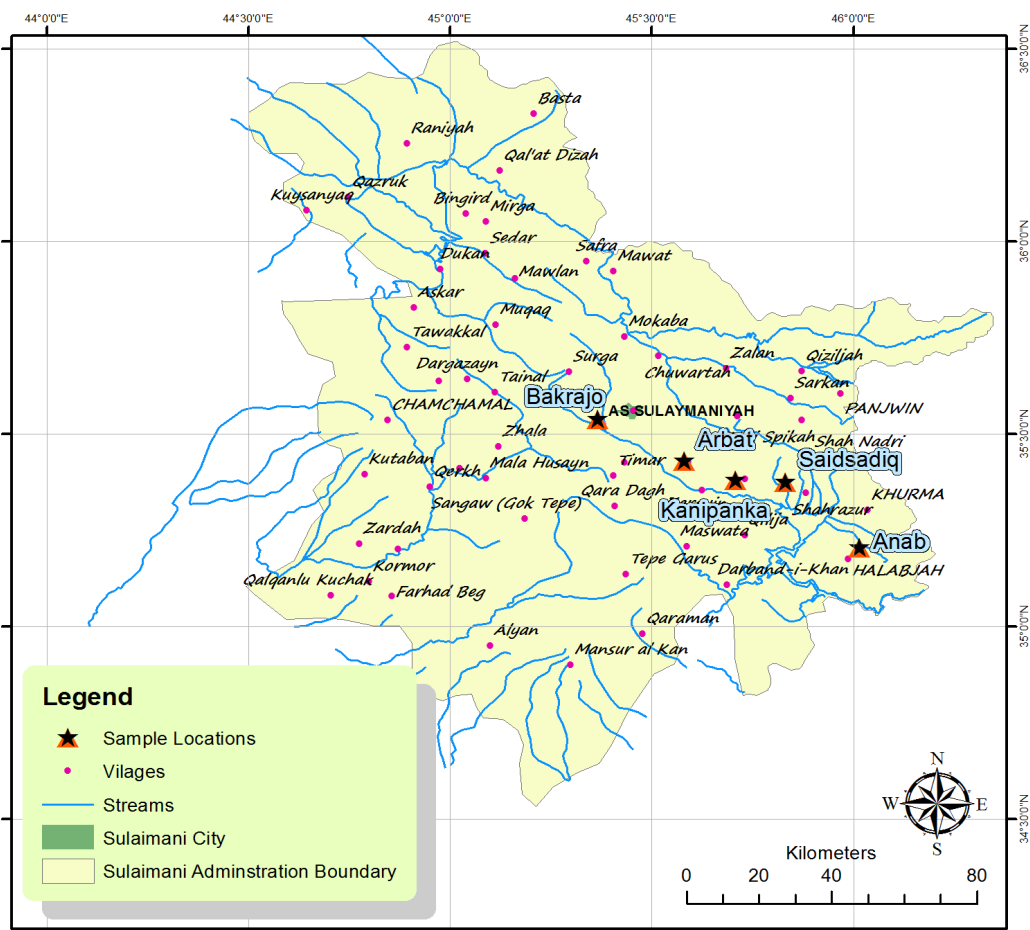 44°0'0"E 44°30'0"E 45°0'0"E 45°30'0"E 46°0'0"E
36°30'0"N
Basta
Raniyah
Qal'at Dizah
Qazruk
Kuysanyaq
Bingird
Mirga
Sedar
36°0'0"N
Safra
Dukan
Mawat
Mawlan
Askar
Muqaq
Mokaba
Tawakkal
Surga
Zalan
Qiziljah
Dargazayn
Tainal
Chuwartah
Sarkan
Bakrajo
CHAMCHAMAL
AS SULAYMANIYAH
PANJWIN
Zhala
Arbat
Spikah
Shah Nadri
35°30'0"N
Kutaban
Qerkh
Mala Husayn
Timar
Saidsadiq
Sangaw (Gok Tepe)
Qara Dagh
KHURMA
Kanipanka
Shahrazur
Zardah
Maswata
Anab
Kormor
Tepe Garus
Darband-i-Khan
HALABJAH
Qalqanlu Kuchak
Farhad Beg
Qaraman
35°0'0"N
Alyan
Mansur al Kan
Legend
Sample Locations
Vilages
Streams
Sulaimani City
Sulaimani Adminstration Boundary
N
W
E
S
34°30'0"N
Kilometers
0 20 40 80